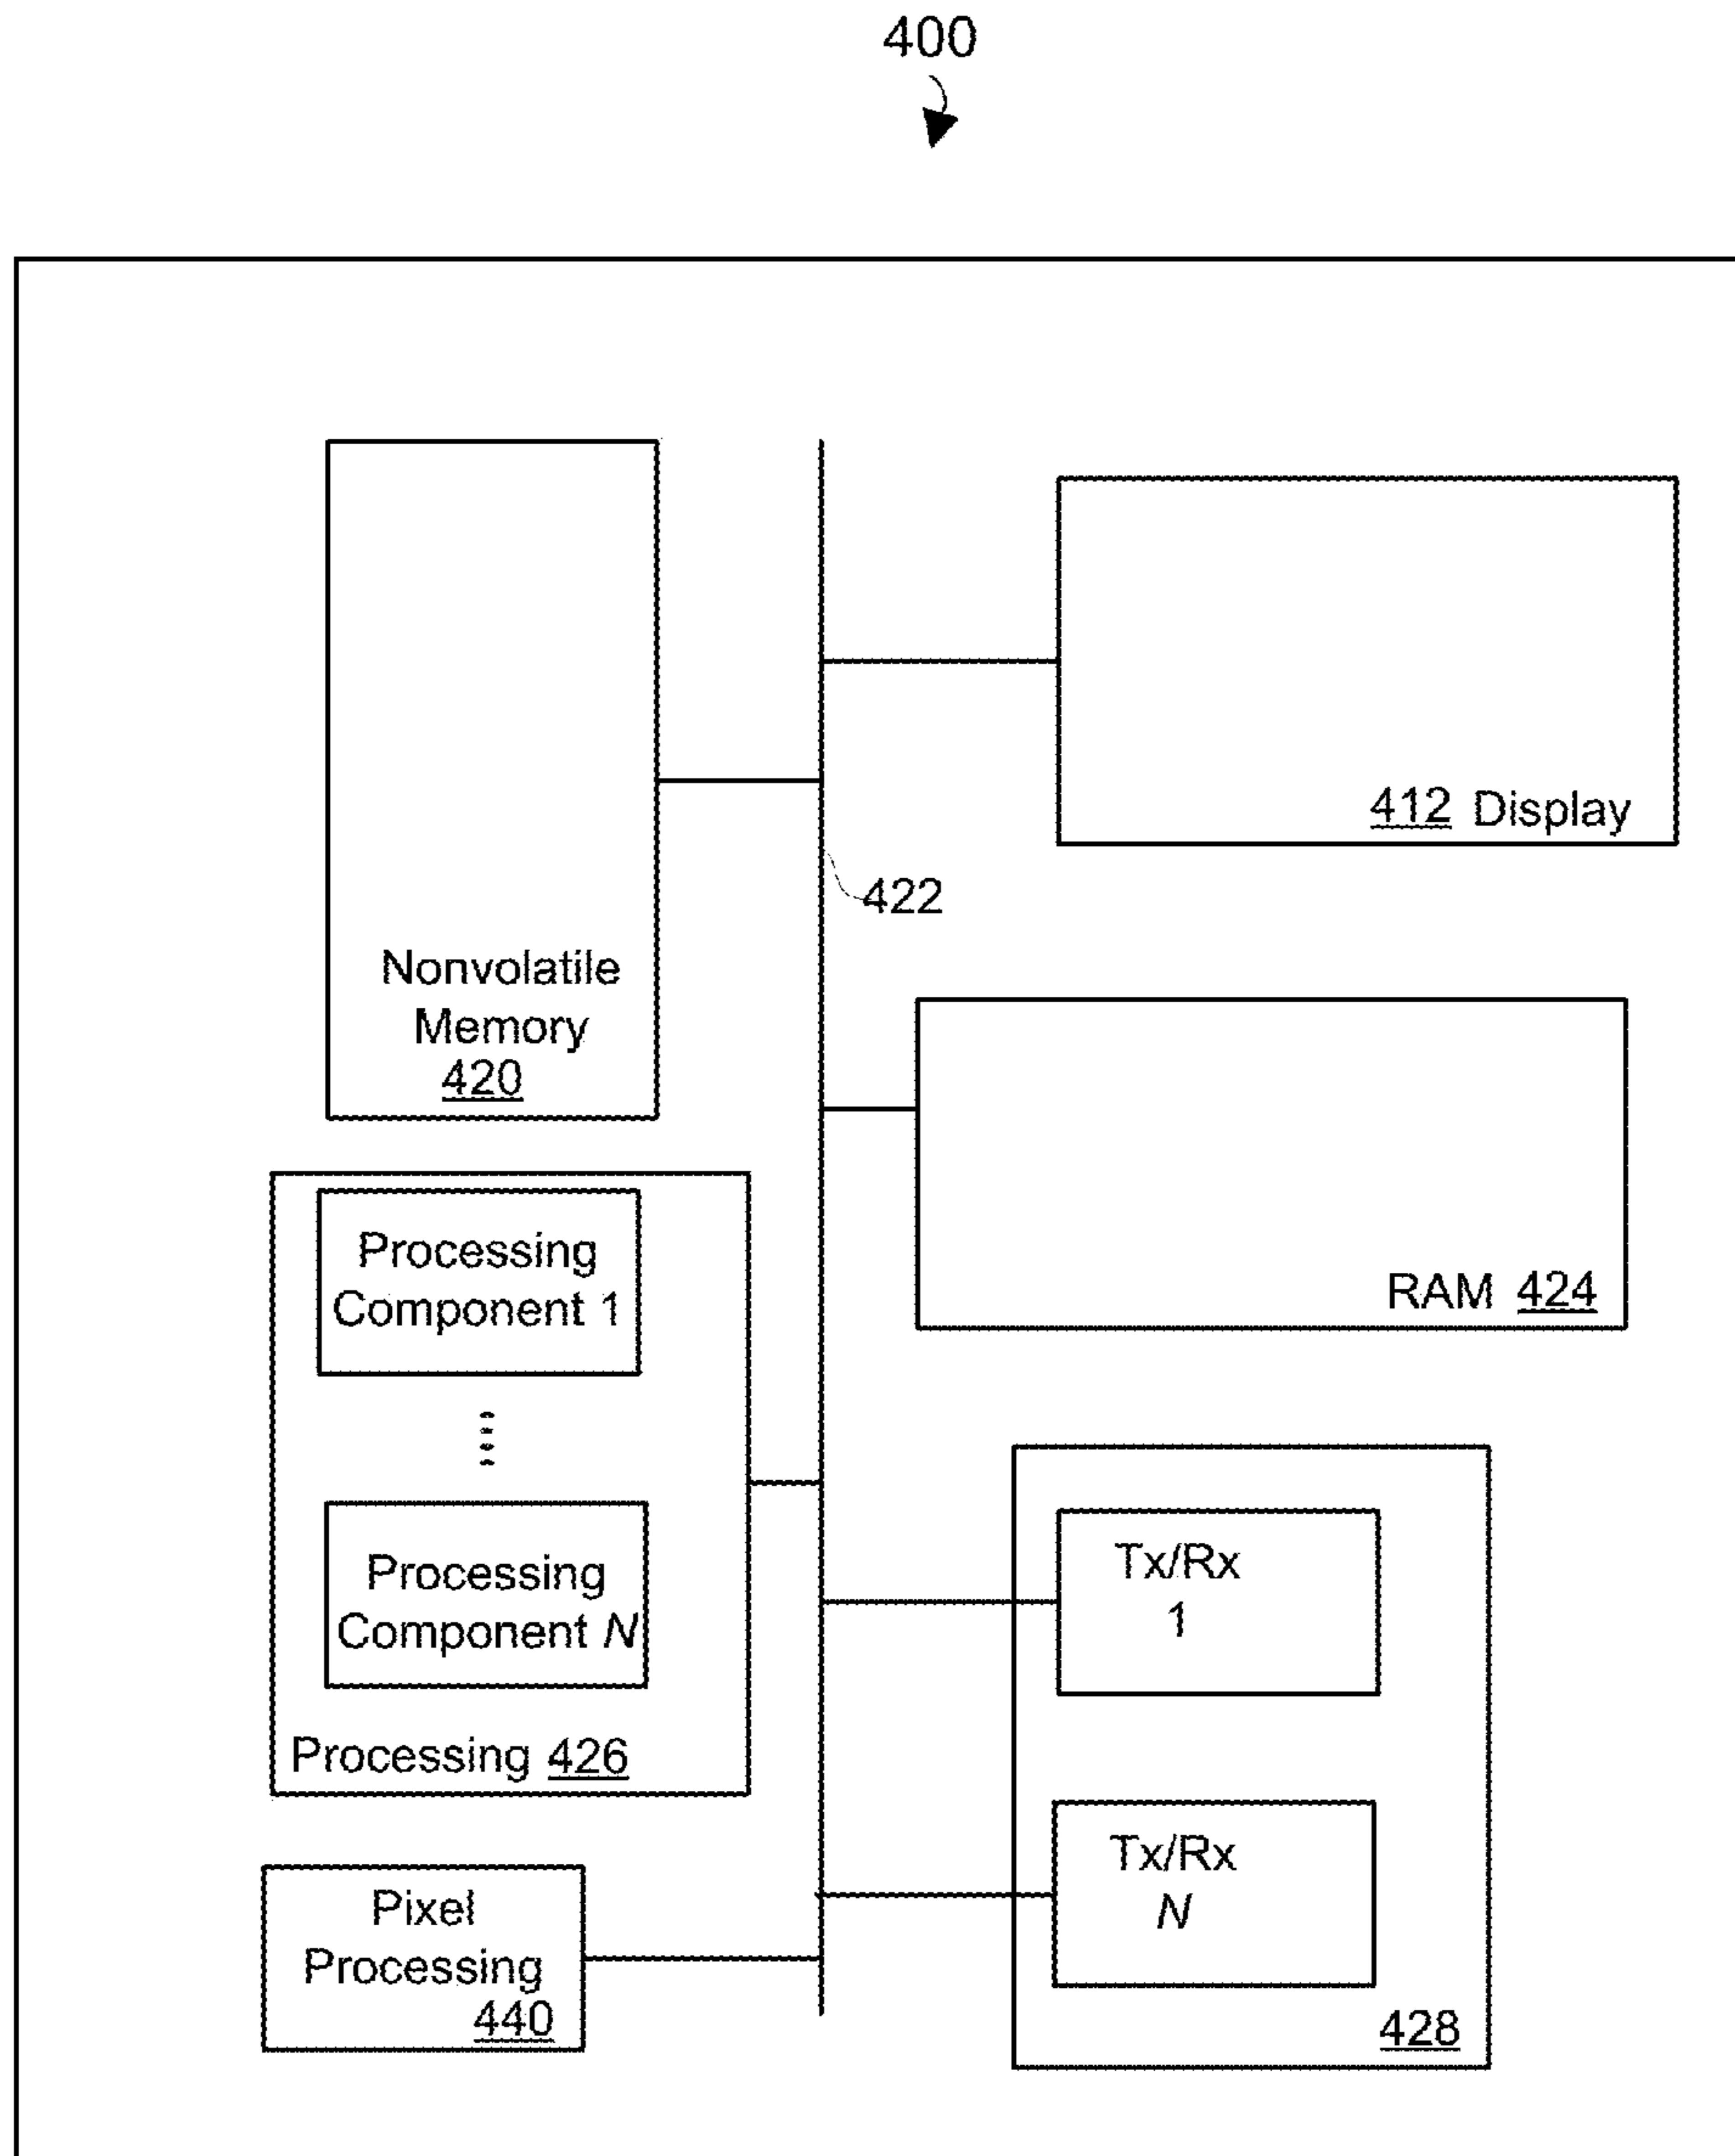 400
412 Display
422
Nonvolatile
Memory
420
RAM 424
Processing
Component 1
Processing
Component N
Processing 426
Tx/Rx
1
Tx/Rx
N
428
Pixel
Processing
440